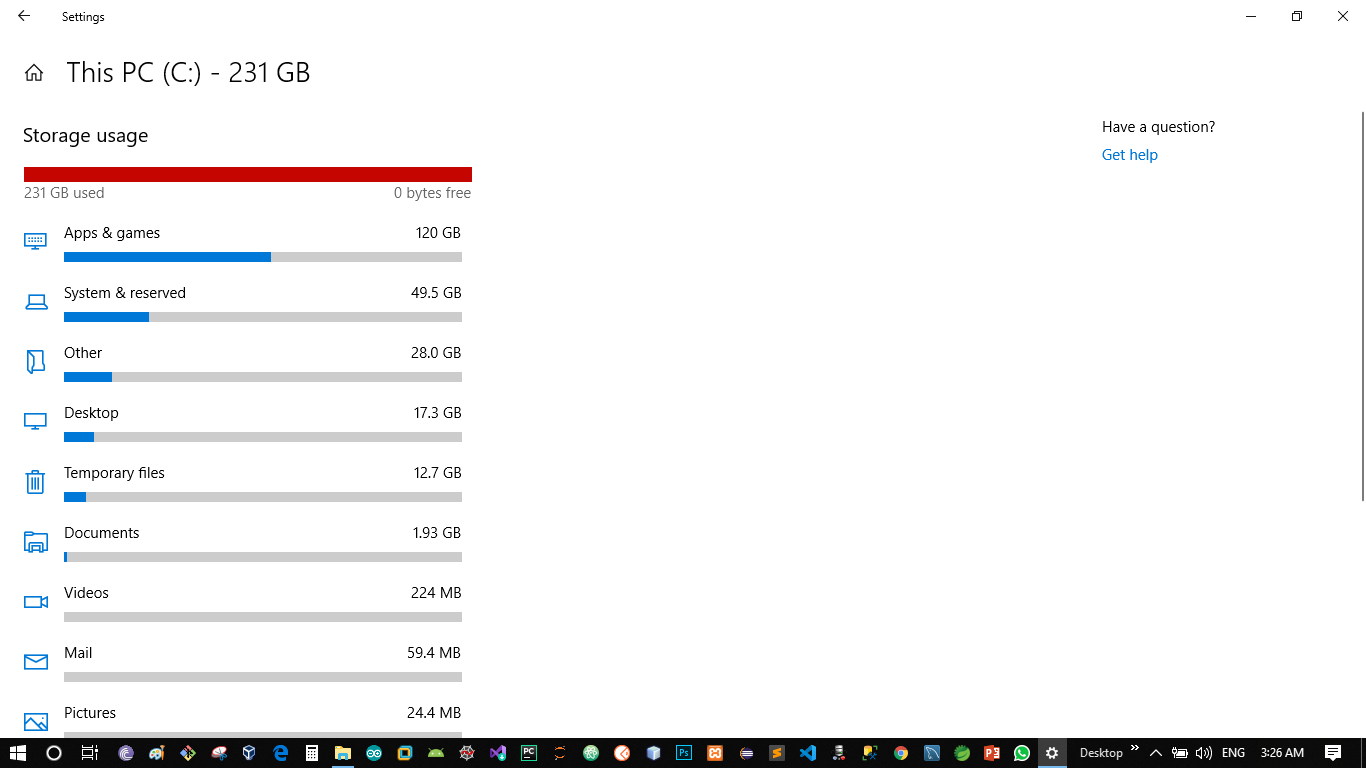 Settings
This PC (C:) - 231 GB
Storage usage
231 GB used 0 bytes free
Apps & games 120 GB
System & reserved 49.5 GB
Other 28.0 GB
Desktop 17.3 GB
Temporary files 12.7 GB
Documents 1.93 GB
Videos 224 MB
Mail 59.4 MB
Pictures 24.4 MB
Have a question?
Get help
PC Ps Desktop ENG 3:26 AM